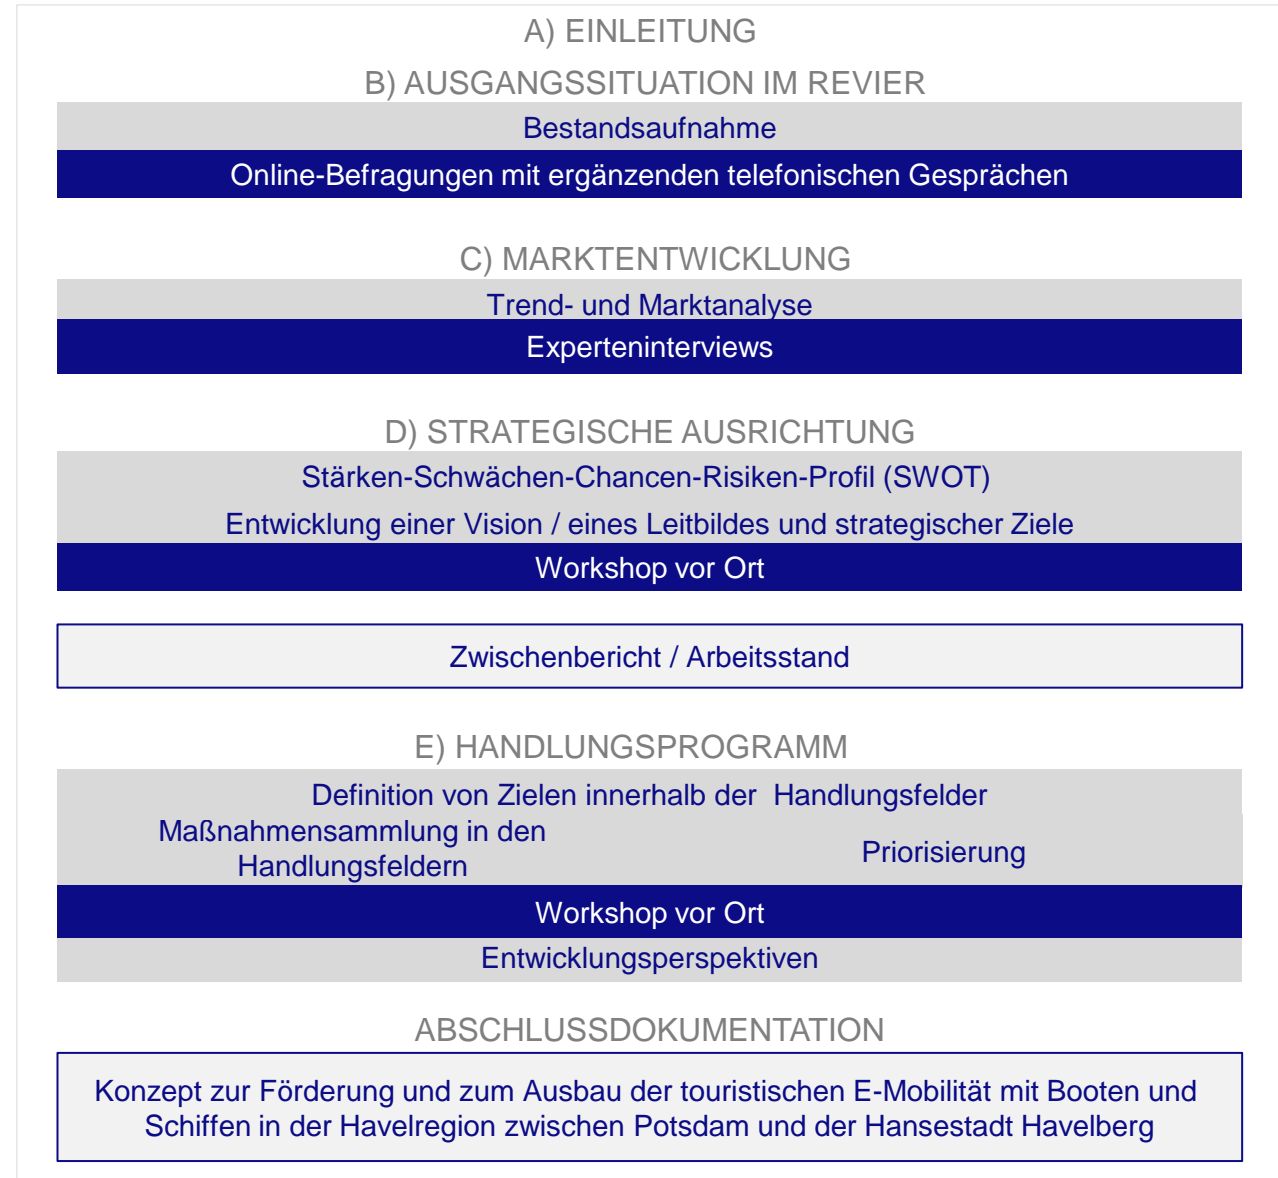 A) EINLEITUNG
B) AUSGANGSSITUATION IM REVIER
Bestandsaufnahme
Online-Befragungen mit ergänzenden telefonischen Gesprächen
C) MARKTENTWICKLUNG
Trend- und Marktanalyse
Experteninterviews
D) STRATEGISCHE AUSRICHTUNG
Stärken-Schwächen-Chancen-Risiken-Profil (SWOT)
Entwicklung einer Vision / eines Leitbildes und strategischer Ziele
Workshop vor Ort
Zwischenbericht / Arbeitsstand
E) HANDLUNGSPROGRAMM
Definition von Zielen innerhalb der  Handlungsfelder
Maßnahmensammlung in den
Handlungsfeldern
Priorisierung
Workshop vor Ort
Entwicklungsperspektiven
ABSCHLUSSDOKUMENTATION
Konzept zur Förderung und zum Ausbau der touristischen E-Mobilität mit Booten und
Schiffen in der Havelregion zwischen Potsdam und der Hansestadt Havelberg